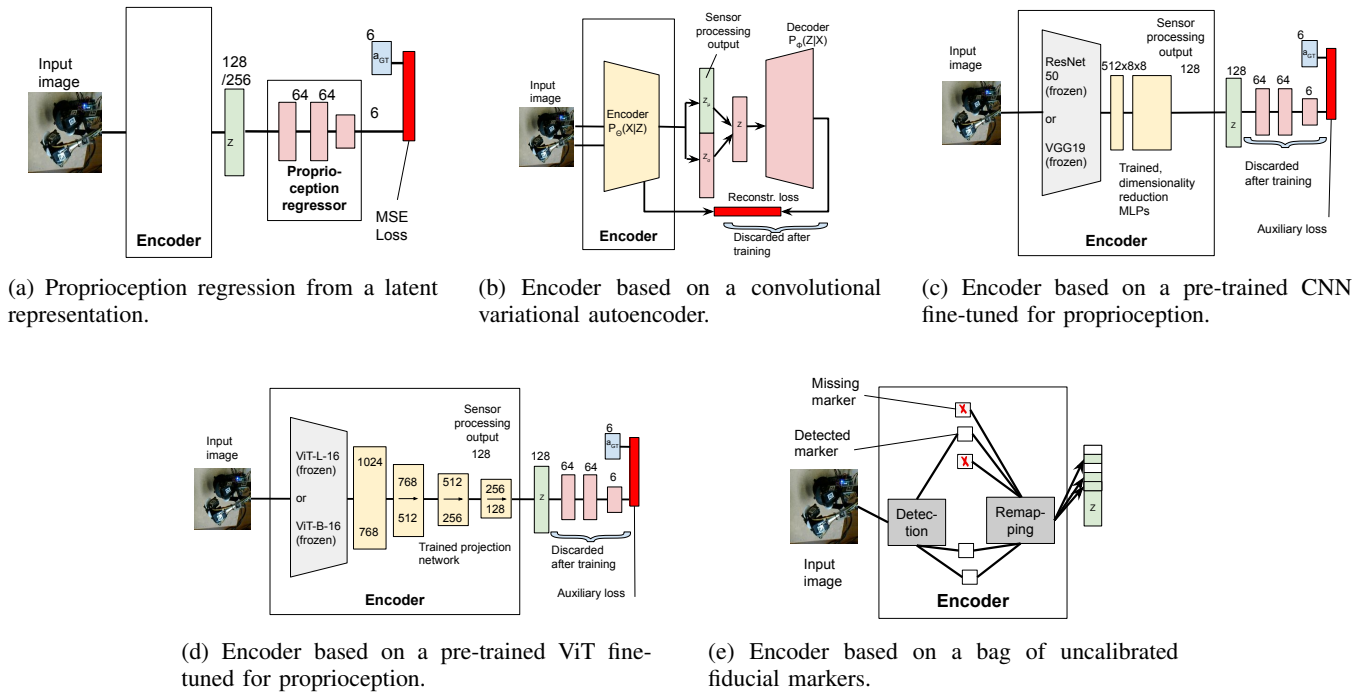 Input
image
128
/256
z
Encoder
64 64
Proprio-
ception
regressor
6
a_GT
6
MSE
Loss
(a) Proprioception regression from a latent
representation.
Input
image
Encoder
P_Θ(X|Z)
Encoder
Sensor
processing
output
z_μ
z_σ
z
Decoder
P_Φ(Z|X)
Reconstr. loss
Discarded after
training
(b) Encoder based on a convolutional
variational autoencoder.
Input
image
ResNet
50
(frozen)
or
VGG19
(frozen)
512x8x8
Sensor
processing
output
128
Trained,
dimensionality
reduction
MLPs
Encoder
128
z
64 64
6
6
a_GT
Discarded
after training
Auxiliary loss
(c) Encoder based on a pre-trained CNN
fine-tuned for proprioception.
Input
image
ViT-L-16
(frozen)
or
ViT-B-16
(frozen)
1024
768
768
512
512
256
256
128
Sensor
processing
output
128
Trained projection
network
Encoder
128
z
64 64
6
6
a_GT
Discarded
after training
Auxiliary loss
(d) Encoder based on a pre-trained ViT fine-
tuned for proprioception.
Missing
marker
Detected
marker
Input
image
X
X
Detec-
tion
Remap-
ping
Encoder
z
(e) Encoder based on a bag of uncalibrated
fiducial markers.